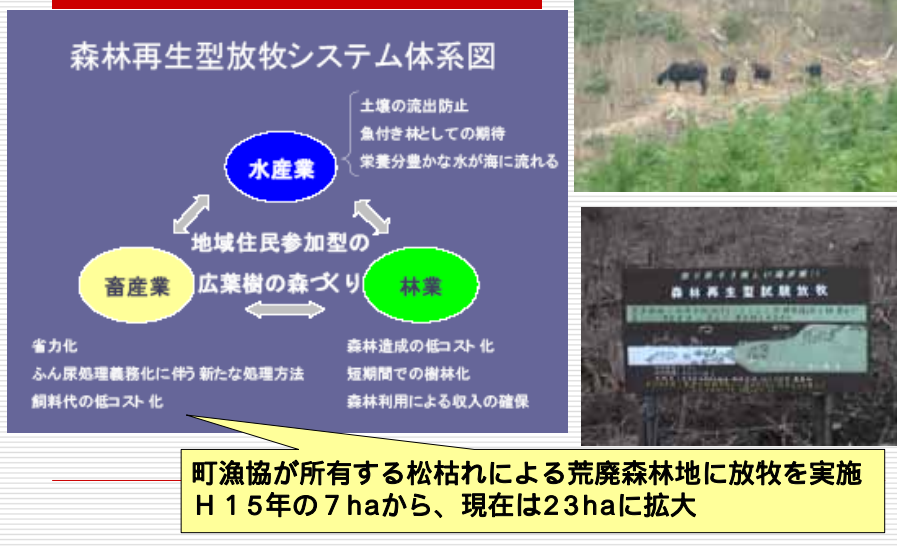 森林再生型放牧システム体系図
土壌の流出防止
魚付き林としての期待
栄養分豊かな水が海に流れる
水産業
地域住民参加型の
広葉樹の森づくり
畜産業
林業
省力化
ふん尿処理義務化に伴う新たな処理方法
飼料代の低コスト化
森林造成の低コスト化
短期間での樹林化
森林利用による収入の確保
森林再生型試験放牧
町漁協が所有する松枯れによる荒廃森林地に放牧を実施
Ｈ１５年の７haから、現在は23haに拡大